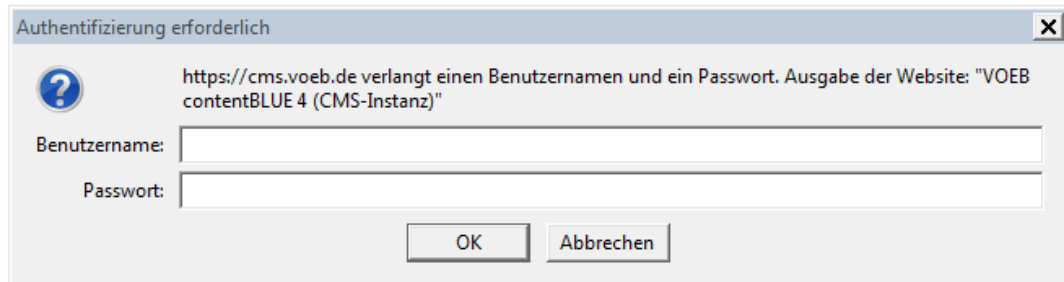 Authentifizierung erforderlich
https://cms.voeb.de verlangt einen Benutzernamen und ein Passwort. Ausgabe der Website: "VOEB
contentBLUE 4 (CMS-Instanz)"
Benutzername:
Passwort:
OK Abbrechen